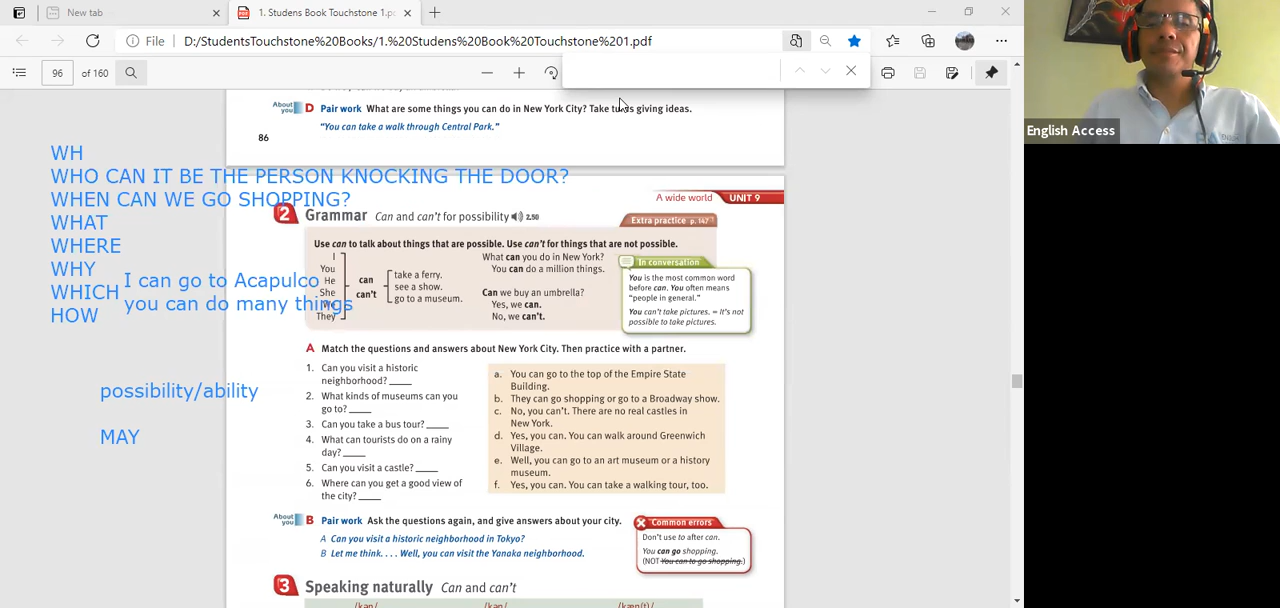 New tab
1. Studens Book Touchstone 1.pc
File D:/StudentsTouchstone%20Books/1.%20Studens%20Book%20Touchstone%201.pdf
96 of 160
English Access
About you D Pair work What are some things you can do in New York City? Take turns giving ideas.
"You can take a walk through Central Park."
86
WH
WHO CAN IT BE THE PERSON KNOCKING THE DOOR?
WHEN CAN WE GO SHOPPING?
WHAT
WHERE
WHY
WHICH
HOW
I can go to Acapulco
you can do many things
possibility/ability
MAY
A wide world UNIT 9
2 Grammar Can and can't for possibility 2.50
Extra practice p. 147
Use can to talk about things that are possible. Use can't for things that are not possible.
I
You
He
She
We
They
can
can't
take a ferry.
see a show.
go to a museum.
What can you do in New York?
You can do a million things.
Can we buy an umbrella?
Yes, we can.
No, we can't.
In conversation
You is the most common word
before can. You often means
"people in general."
You can't take pictures. = It's not
possible to take pictures.
A Match the questions and answers about New York City. Then practice with a partner.
1. Can you visit a historic
neighborhood? ____
2. What kinds of museums can you
go to? ____
3. Can you take a bus tour? ____
4. What can tourists do on a rainy
day? ____
5. Can you visit a castle? ____
6. Where can you get a good view of
the city? ____
a. You can go to the top of the Empire State
Building.
b. They can go shopping or go to a Broadway show.
c. No, you can't. There are no real castles in
New York.
d. Yes, you can. You can walk around Greenwich
Village.
e. Well, you can go to an art museum or a history
museum.
f. Yes, you can. You can take a walking tour, too.
About you B Pair work Ask the questions again, and give answers about your city.
A Can you visit a historic neighborhood in Tokyo?
B Let me think. . . . Well, you can visit the Yanaka neighborhood.
Common errors
Don't use to after can.
You can go shopping.
(NOT You can to go shopping.)
3 Speaking naturally Can and can't
/kən/ /kæn/ /kæn(t)/